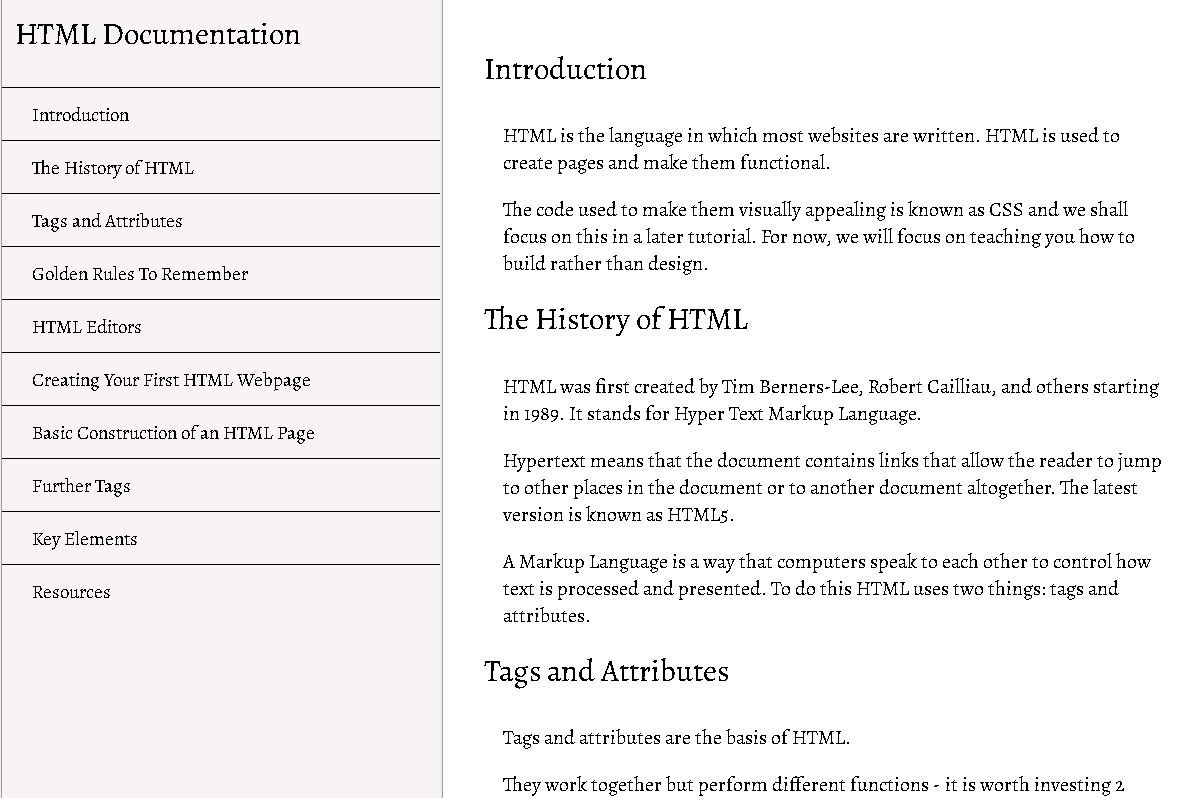 HTML Documentation
Introduction
The History of HTML
Tags and Attributes
Golden Rules To Remember
HTML Editors
Creating Your First HTML Webpage
Basic Construction of an HTML Page
Further Tags
Key Elements
Resources
Introduction
HTML is the language in which most websites are written. HTML is used to
create pages and make them functional.
The code used to make them visually appealing is known as CSS and we shall
focus on this in a later tutorial. For now, we will focus on teaching you how to
build rather than design.
The History of HTML
HTML was first created by Tim Berners-Lee, Robert Cailliau, and others starting
in 1989. It stands for Hyper Text Markup Language.
Hypertext means that the document contains links that allow the reader to jump
to other places in the document or to another document altogether. The latest
version is known as HTML5.
A Markup Language is a way that computers speak to each other to control how
text is processed and presented. To do this HTML uses two things: tags and
attributes.
Tags and Attributes
Tags and attributes are the basis of HTML.
They work together but perform different functions - it is worth investing 2